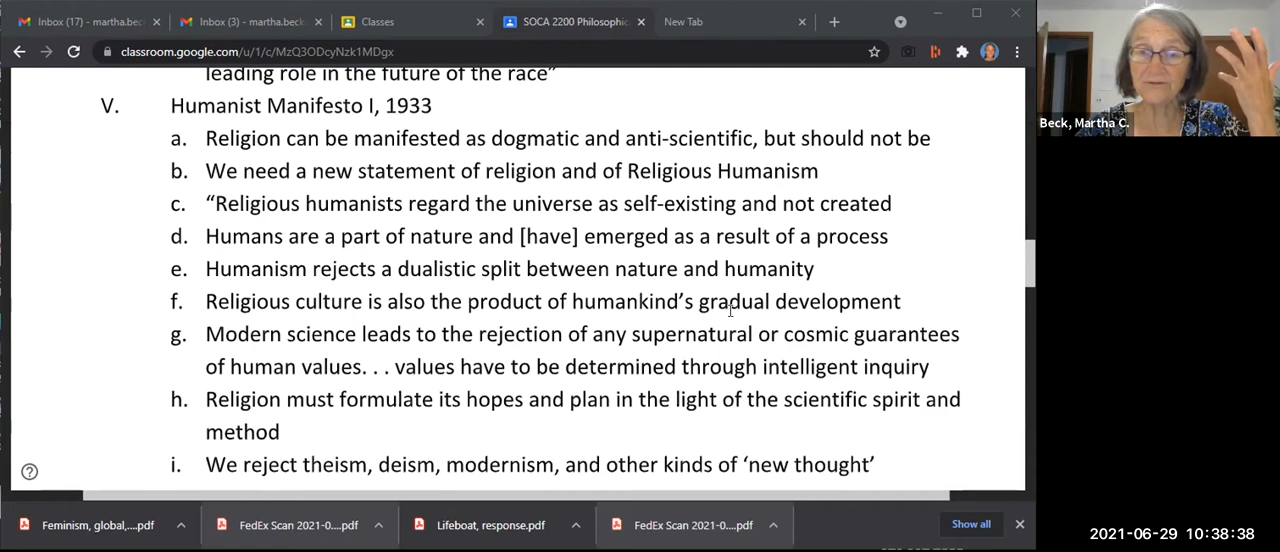 Inbox (17) - martha.bec
Inbox (3) - martha.beck
Classes
SOCA 2200 Philosophic
New Tab
classroom.google.com/u/1/c/MzQ3ODcyNzk1MDgx
leading role in the future of the race”
V. Humanist Manifesto I, 1933
a. Religion can be manifested as dogmatic and anti-scientific, but should not be
b. We need a new statement of religion and of Religious Humanism
c. “Religious humanists regard the universe as self-existing and not created
d. Humans are a part of nature and [have] emerged as a result of a process
e. Humanism rejects a dualistic split between nature and humanity
f. Religious culture is also the product of humankind’s gradual development
g. Modern science leads to the rejection of any supernatural or cosmic guarantees
of human values. . . values have to be determined through intelligent inquiry
h. Religion must formulate its hopes and plan in the light of the scientific spirit and
method
i. We reject theism, deism, modernism, and other kinds of ‘new thought’
Beck, Martha C.
Feminism, global,....pdf
FedEx Scan 2021-0....pdf
Lifeboat, response.pdf
FedEx Scan 2021-0....pdf
Show all
2021-06-29 10:38:38